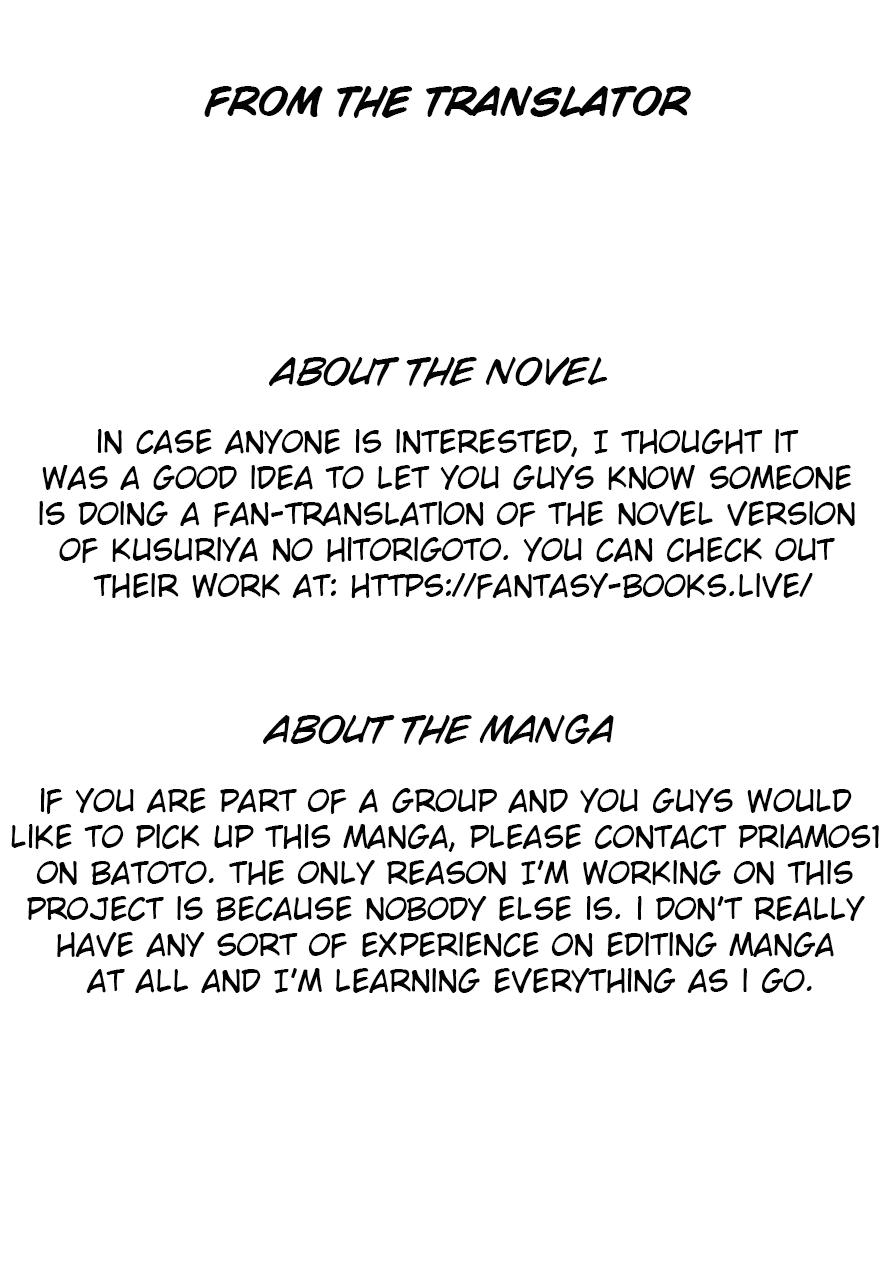 FROM THE TRANSLATOR
ABOUT THE NOVEL
IN CASE ANYONE IS INTERESTED, I THOUGHT IT
WAS A GOOD IDEA TO LET YOU GUYS KNOW SOMEONE
IS DOING A FAN-TRANSLATION OF THE NOVEL VERSION
OF KUSURIYA NO HITORIGOTO. YOU CAN CHECK OUT
THEIR WORK AT: HTTPS://FANTASY-BOOKS.LIVE/
ABOUT THE MANGA
IF YOU ARE PART OF A GROUP AND YOU GUYS WOULD
LIKE TO PICK UP THIS MANGA, PLEASE CONTACT PRIAMOS1
ON BATOTO. THE ONLY REASON I'M WORKING ON THIS
PROJECT IS BECAUSE NOBODY ELSE IS. I DON'T REALLY
HAVE ANY SORT OF EXPERIENCE ON EDITING MANGA
AT ALL AND I'M LEARNING EVERYTHING AS I GO.